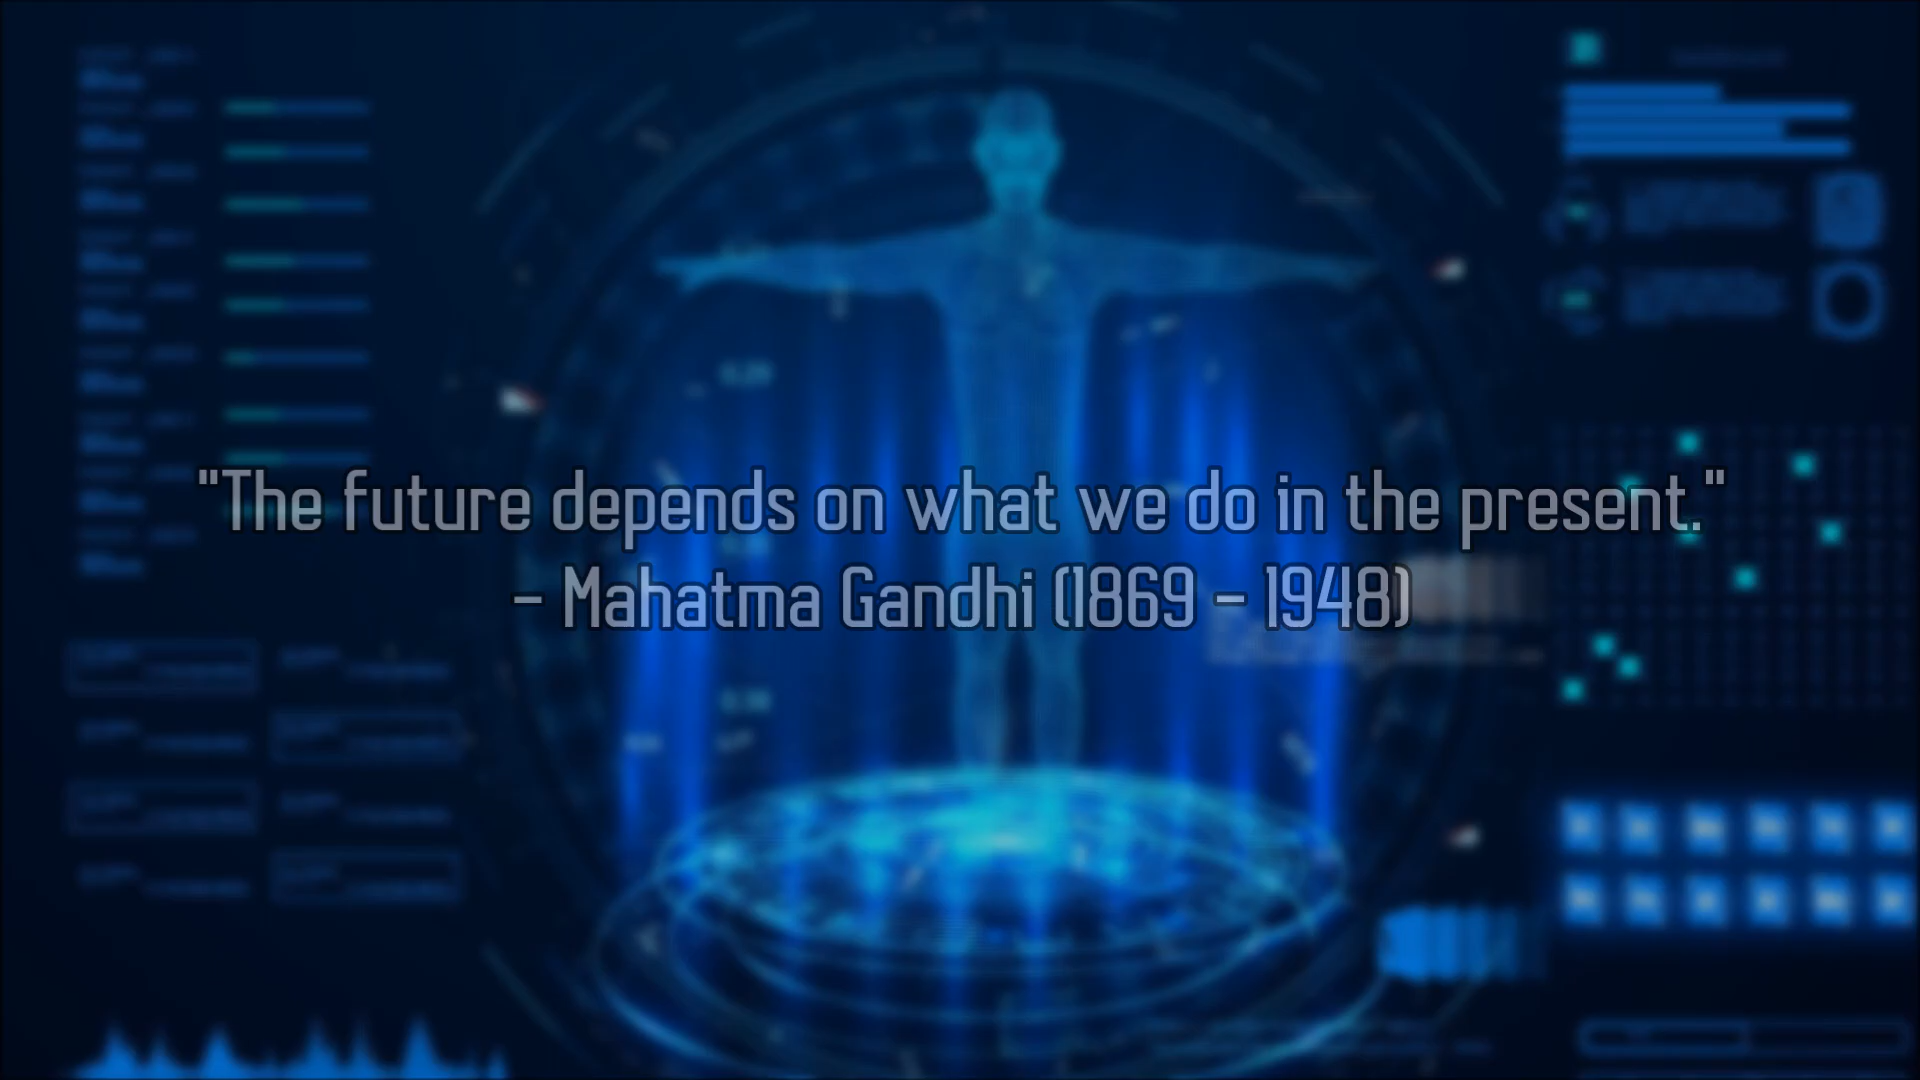 "The future depends on what we do in the present."
– Mahatma Gandhi (1869 – 1948)